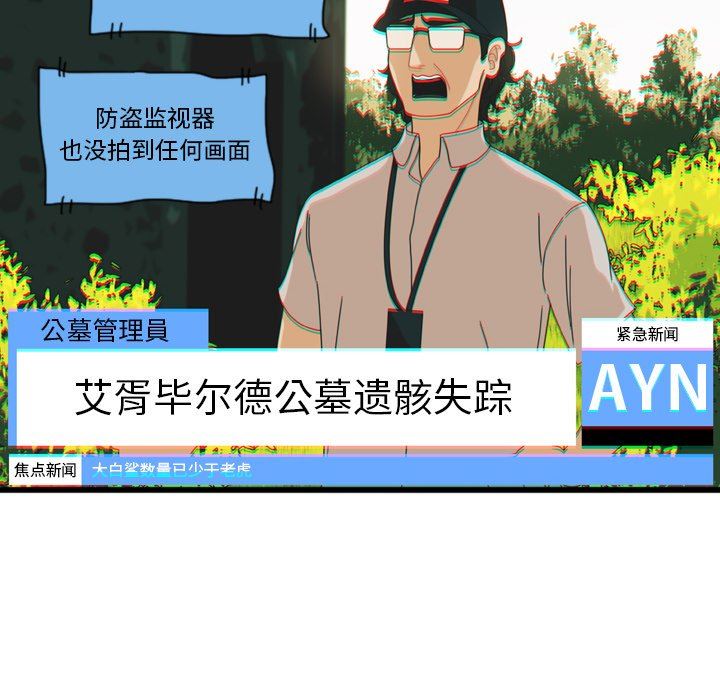 防盗监视器
也没拍到任何画面
公墓管理員
紧急新闻
艾胥毕尔德公墓遗骸失踪
AYN
焦点新闻
大白鲨数量已少于老虎